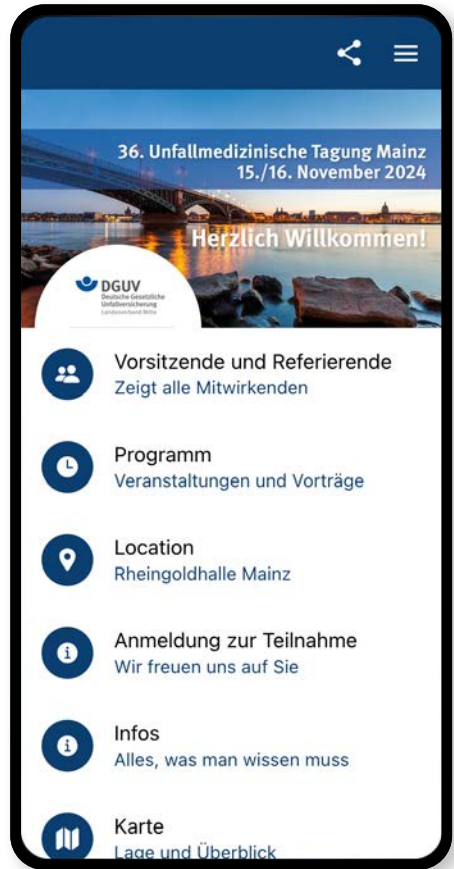 36. Unfallmedizinische Tagung Mainz
15./16. November 2024
Herzlich Willkommen!
DGUV
Deutsche Gesetzliche
Unfallversicherung
Landesverband Mitte
Vorsitzende und Referierende
Zeigt alle Mitwirkenden
Programm
Veranstaltungen und Vorträge
Location
Rheingoldhalle Mainz
Anmeldung zur Teilnahme
Wir freuen uns auf Sie
Infos
Alles, was man wissen muss
Karte
Lage und Überblick